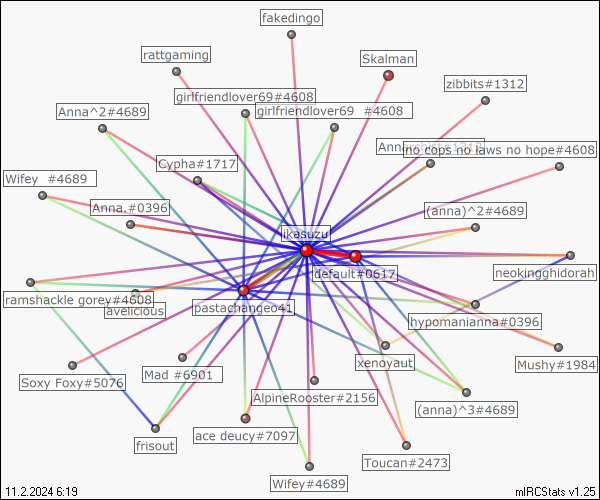 fakedingo
rattgaming
Skalman
zibbits#1312
girlfriendlover69#4608
girlfriendlover69 #4608
Anna^2#4689
no cops no laws no hope#4608
Cypha#1717
Wifey #4689
Anna.#0396
(anna)^2#4689
ikasuzu
default#0617
neokingghidorah
ramshackle gorey#4608
avelicious
pastachangeo41
hypomanianna#0396
xenoyaut
Mushy#1984
Soxy Foxy#5076
Mad #6901
AlpineRooster#2156
(anna)^3#4689
frisout
ace deucy#7097
Toucan#2473
Wifey#4689
11.2.2024 6:19
mIRCStats v1.25